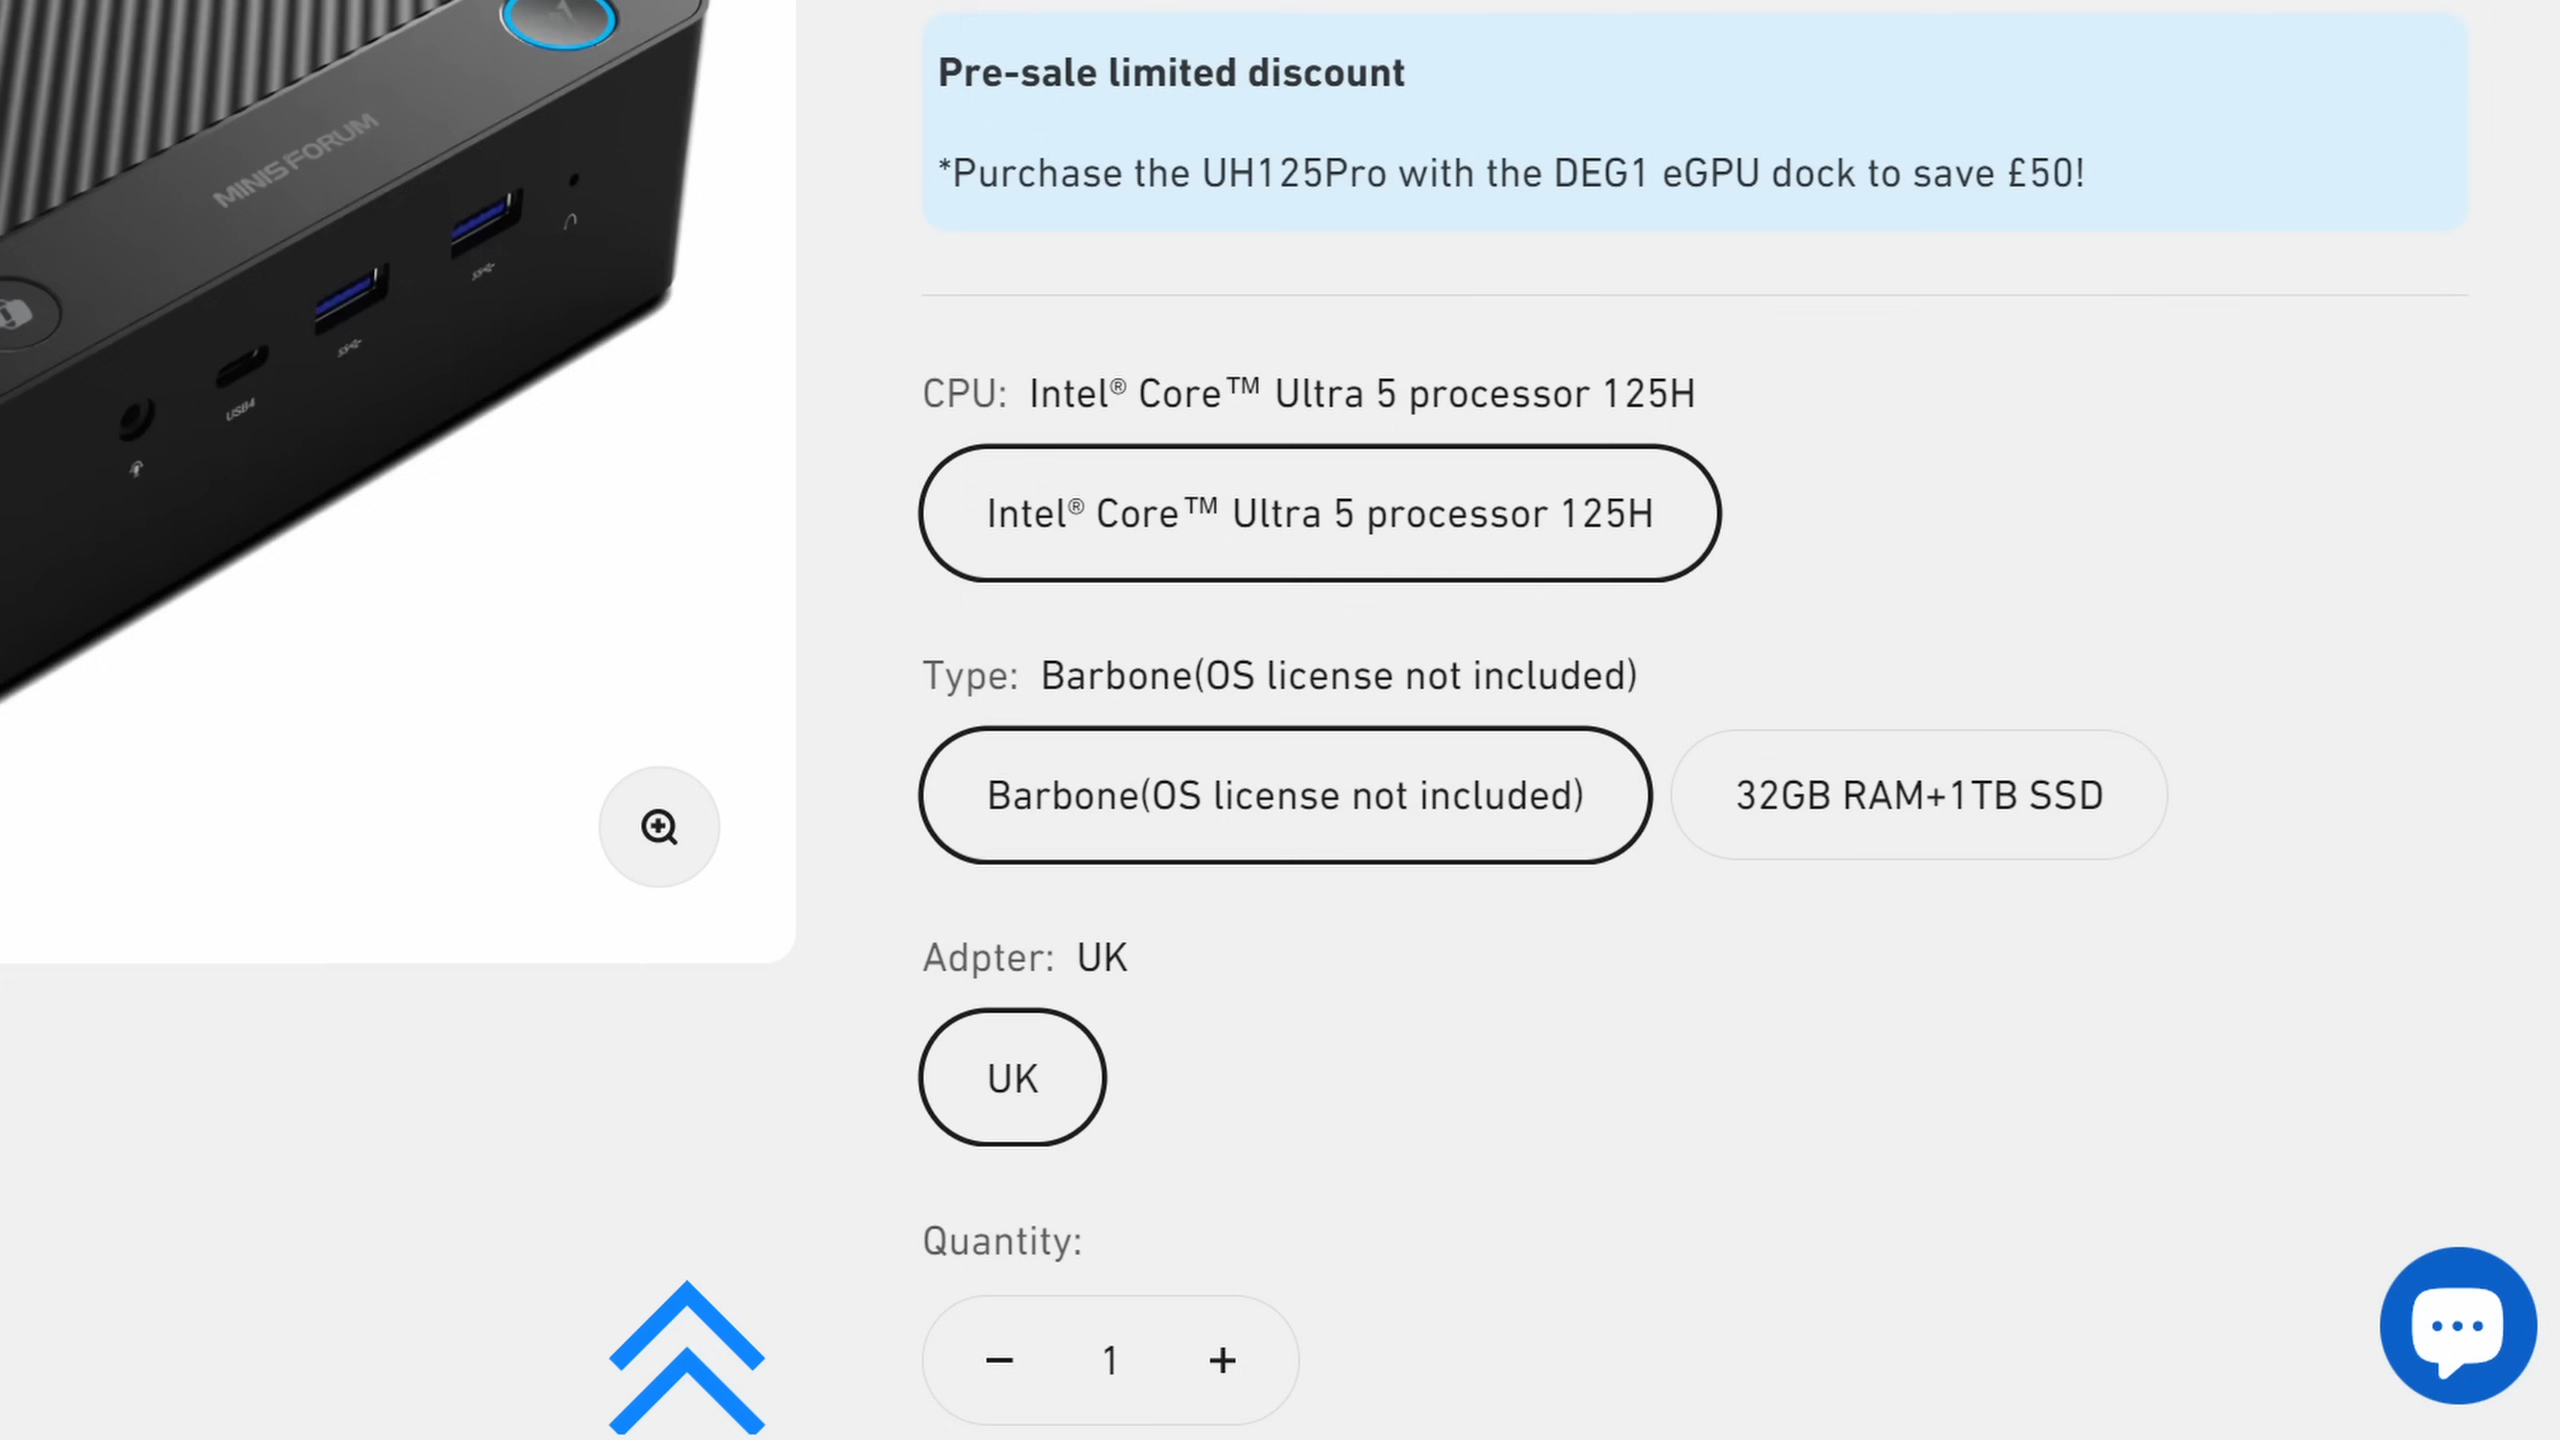 MINISFORUM
USB4
Pre-sale limited discount
*Purchase the UH125Pro with the DEG1 eGPU dock to save £50!
CPU: Intel® Core™ Ultra 5 processor 125H
Intel® Core™ Ultra 5 processor 125H
Type: Barbone(OS license not included)
Barbone(OS license not included)
32GB RAM+1TB SSD
Adpter: UK
UK
Quantity:
− 1 +